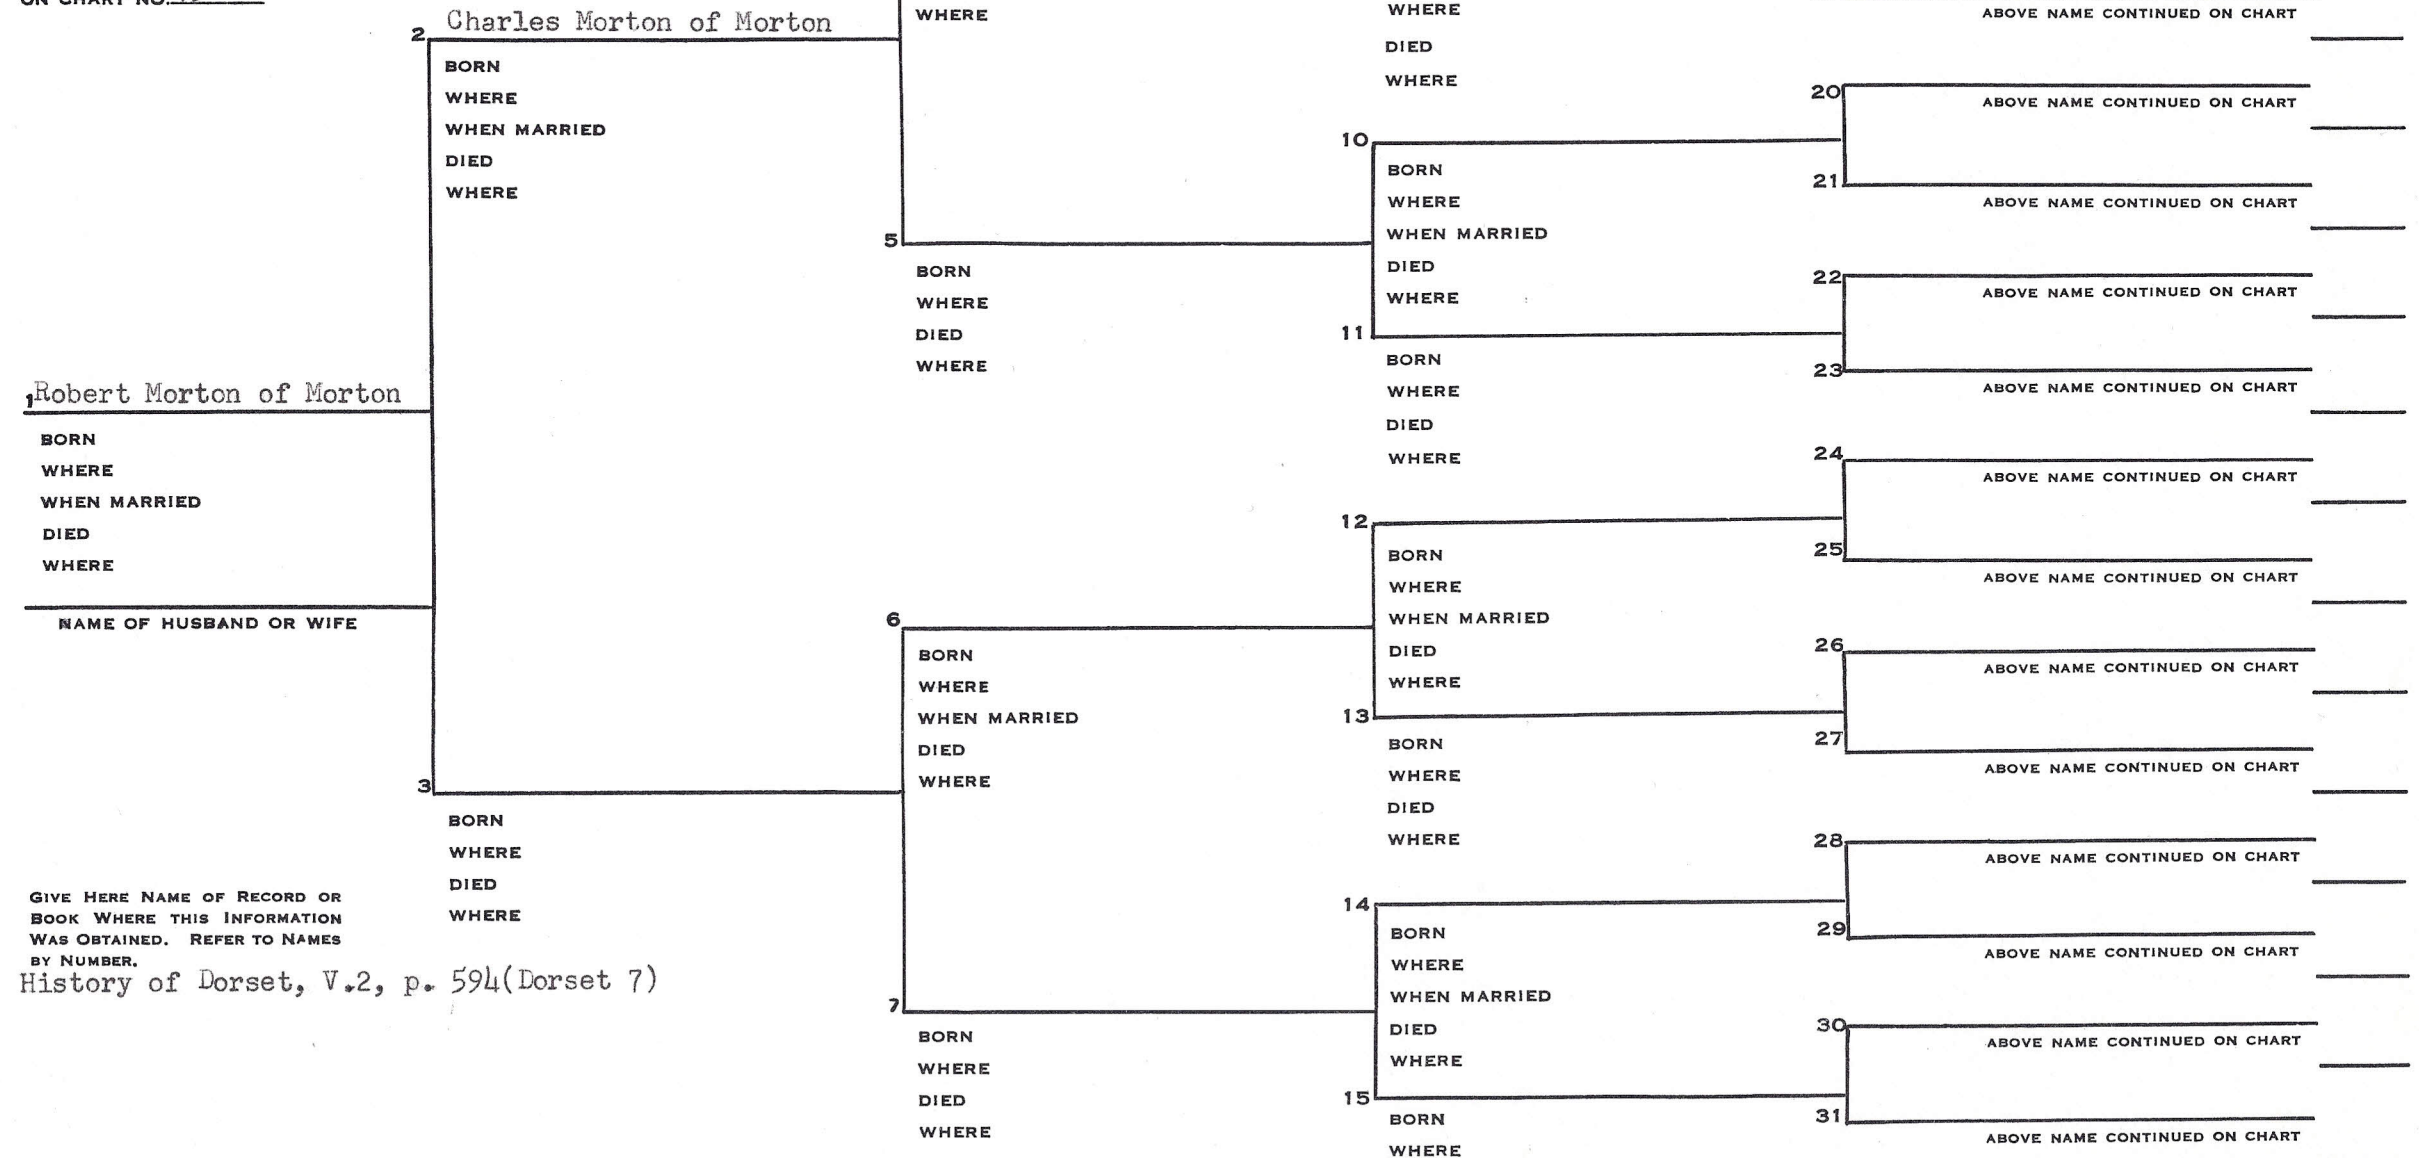 ON CHART NO.
2 Charles Morton of Morton
BORN
WHERE
WHEN MARRIED
DIED
WHERE
1 Robert Morton of Morton
BORN
WHERE
WHEN MARRIED
DIED
WHERE
NAME OF HUSBAND OR WIFE
3
BORN
WHERE
DIED
WHERE
GIVE HERE NAME OF RECORD OR
BOOK WHERE THIS INFORMATION
WAS OBTAINED. REFER TO NAMES
BY NUMBER.
History of Dorset, V.2, p. 594(Dorset 7)
WHERE
5
BORN
WHERE
DIED
WHERE
6
BORN
WHERE
WHEN MARRIED
DIED
WHERE
7
BORN
WHERE
DIED
WHERE
WHERE
DIED
WHERE
10
BORN
WHERE
WHEN MARRIED
DIED
WHERE
11
BORN
WHERE
DIED
WHERE
12
BORN
WHERE
WHEN MARRIED
DIED
WHERE
13
BORN
WHERE
DIED
WHERE
14
BORN
WHERE
WHEN MARRIED
DIED
WHERE
15
BORN
WHERE
ABOVE NAME CONTINUED ON CHART
20
ABOVE NAME CONTINUED ON CHART
21
ABOVE NAME CONTINUED ON CHART
22
ABOVE NAME CONTINUED ON CHART
23
ABOVE NAME CONTINUED ON CHART
24
ABOVE NAME CONTINUED ON CHART
25
ABOVE NAME CONTINUED ON CHART
26
ABOVE NAME CONTINUED ON CHART
27
ABOVE NAME CONTINUED ON CHART
28
ABOVE NAME CONTINUED ON CHART
29
ABOVE NAME CONTINUED ON CHART
30
ABOVE NAME CONTINUED ON CHART
31
ABOVE NAME CONTINUED ON CHART